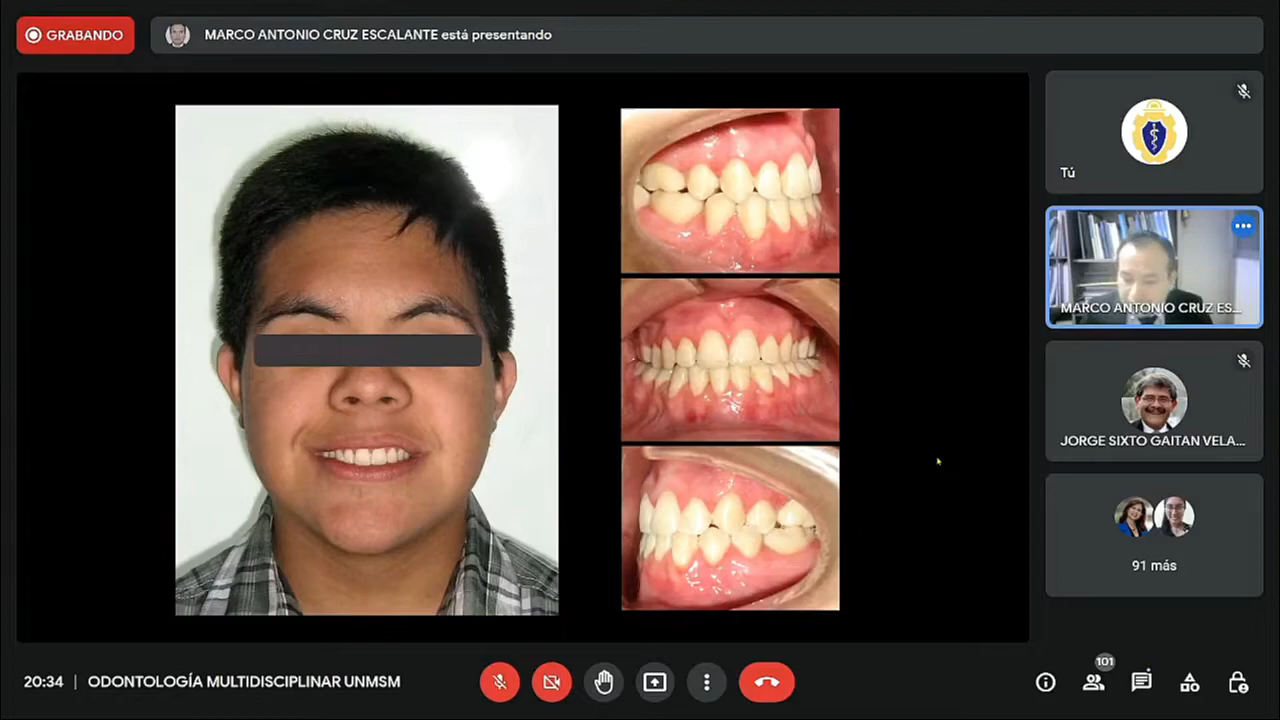 GRABANDO
MARCO ANTONIO CRUZ ESCALANTE está presentando
Tú
MARCO ANTONIO CRUZ ES...
JORGE SIXTO GAITAN VELA...
91 más
20:34 | ODONTOLOGÍA MULTIDISCIPLINAR UNMSM
101